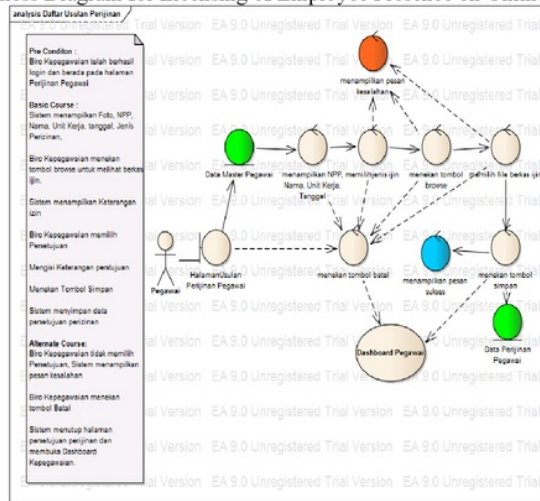 analysis Daftar Usulan Perijinan
Pre Conditon :
Biro Kepegawaian telah berhasil
login dan berada pada halaman
Perijinan Pegawai
Basic Course :
Sistem menampilkan Foto, NPP,
Nama, Unit Kerja, tanggal, Jenis
Perizinan,
Biro Kepegawaian menekan
tombol browse untuk melihat berkas
ijin.
Sistem menampilkan Keterangan
izin
Biro Kepegawaian memilih
Persetujuan
Mengisi Keterangan perstujuan
Menekan Tombol Simpan
Sistem menyimpan data
persetujuan perizinan
Alternate Course:
Biro Kepegawaian tidak memilih
Persetujuan, Sistem menampilkan
pesan kesalahan
Biro Kepegawaian menekan
tombol Batal
Sistem menutup halaman
persetujuan perijinan dan
membuka Dashboard
Kepegawaian.
menampilkan pesan
kesalahan
Data Master Pegawai
menampilkan NPP,
Nama, Unit Kerja,
Tanggal
memilih jenis ijin
menekan tombol
browse
memilih file berkas ijin
Pegawai
Halaman Usulan
Perijinan Pegawai
menekan tombol batal
menampilkan pesan
sukses
menekan tombol
simpan
Dashboard Pegawai
Data Perijinan
Pegawai
EA 9.0 Unregistered Trial Version